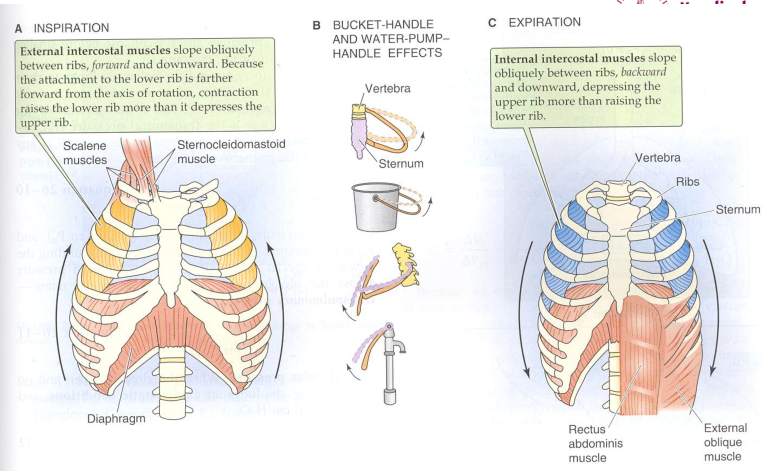 A INSPIRATION
External intercostal muscles slope obliquely
between ribs, forward and downward. Because
the attachment to the lower rib is farther
forward from the axis of rotation, contraction
raises the lower rib more than it depresses the
upper rib.
Scalene
muscles
Sternocleidomastoid
muscle
Diaphragm
B BUCKET-HANDLE
AND WATER-PUMP–
HANDLE EFFECTS
Vertebra
Sternum
C EXPIRATION
Internal intercostal muscles slope
obliquely between ribs, backward
and downward, depressing the
upper rib more than raising the
lower rib.
Vertebra
Ribs
Sternum
Rectus
abdominis
muscle
External
oblique
muscle